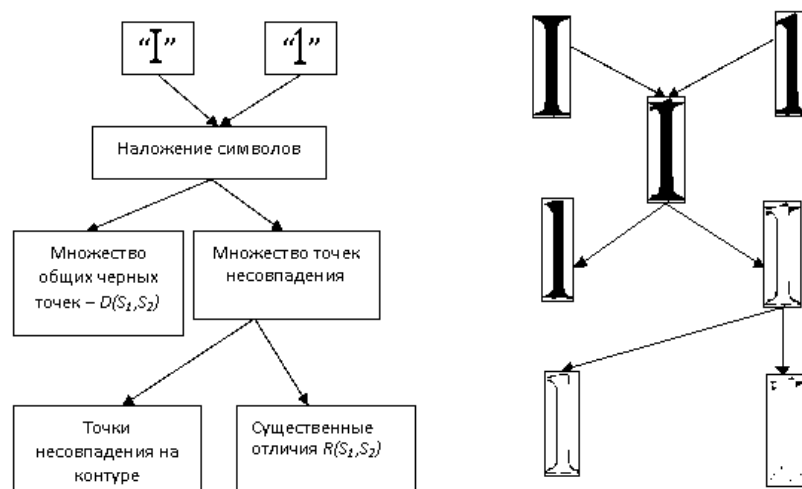 “I” “1”
Наложение символов
Множество
общих черных
точек – D(S₁,S₂)
Множество точек
несовпадения
Точки
несовпадения на
контуре
Существенные
отличия R(S₁,S₂)
I 1